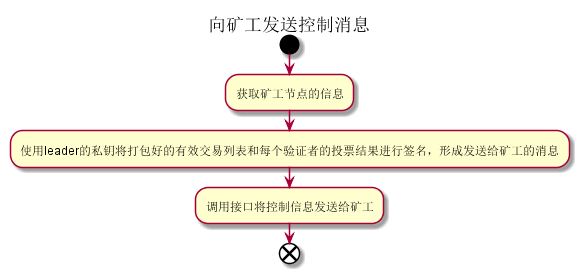 向矿工发送控制消息
获取矿工节点的信息
使用leader的私钥将打包好的有效交易列表和每个验证者的投票结果进行签名，形成发送给矿工的消息
调用接口将控制信息发送给矿工